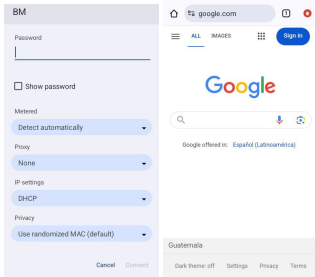 BM
Password
Show password
Metered
Detect automatically
Proxy
None
IP settings
DHCP
Privacy
Use randomized MAC (default)
Cancel Connect
google.com
1
ALL IMAGES
Sign in
Google
Google offered in: Español (Latinoamérica)
Guatemala
Dark theme: off Settings Privacy Terms